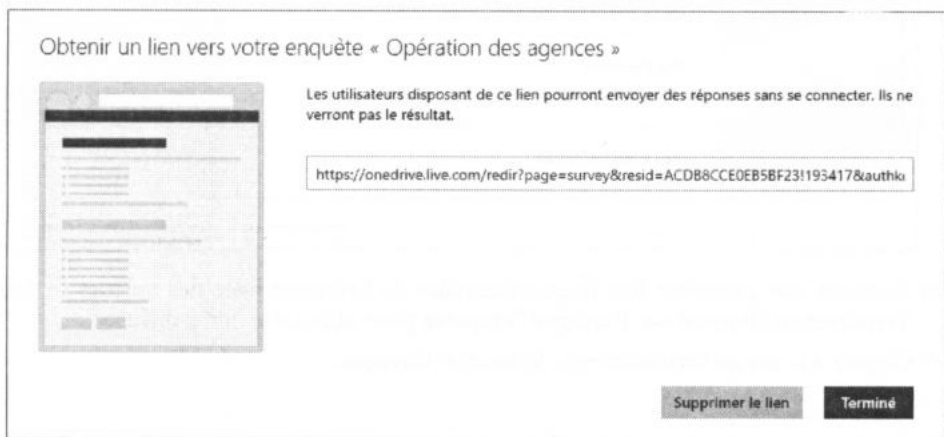 Obtenir un lien vers votre enquête « Opération des agences »
Les utilisateurs disposant de ce lien pourront envoyer des réponses sans se connecter. Ils ne
verront pas le résultat.
https://onedrive.live.com/redir?page=survey&resid=ACDB8CCE0EB5BF23!193417&authk
Supprimer le lien
Terminé